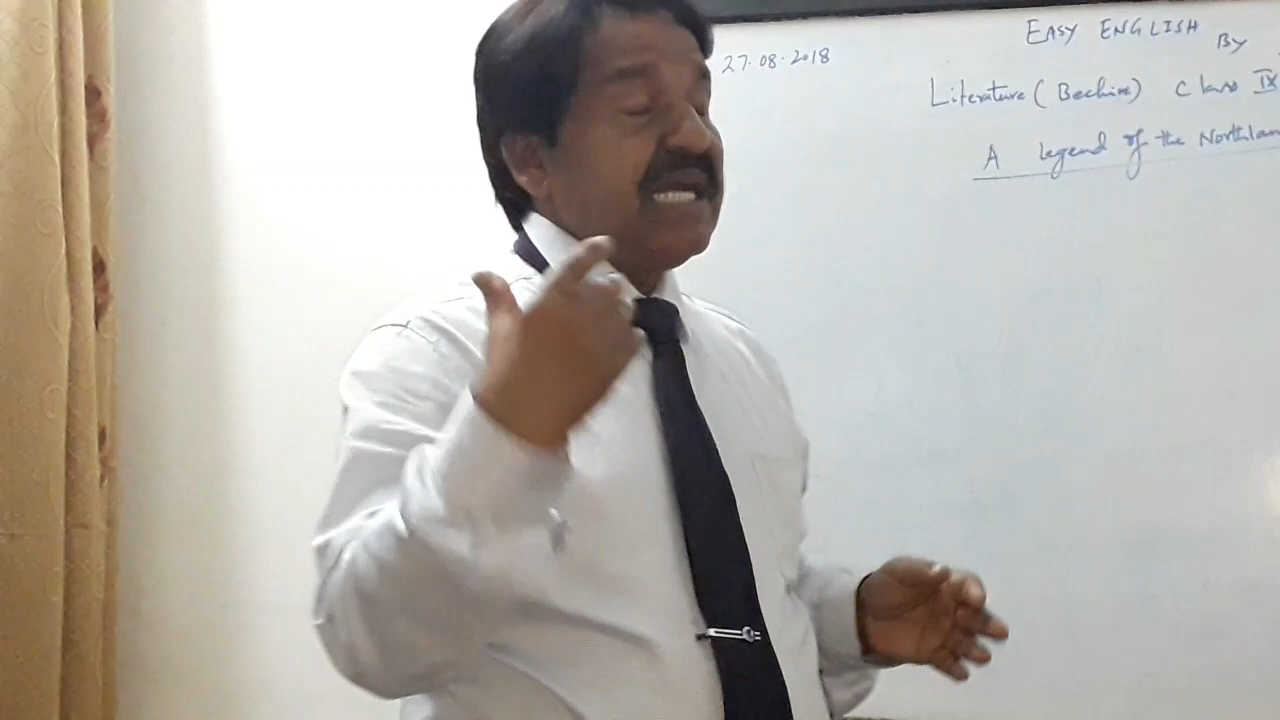 27.08.2018
EASY ENGLISH
By
Literature (Beehive) Class IX
A legend of the Northlan